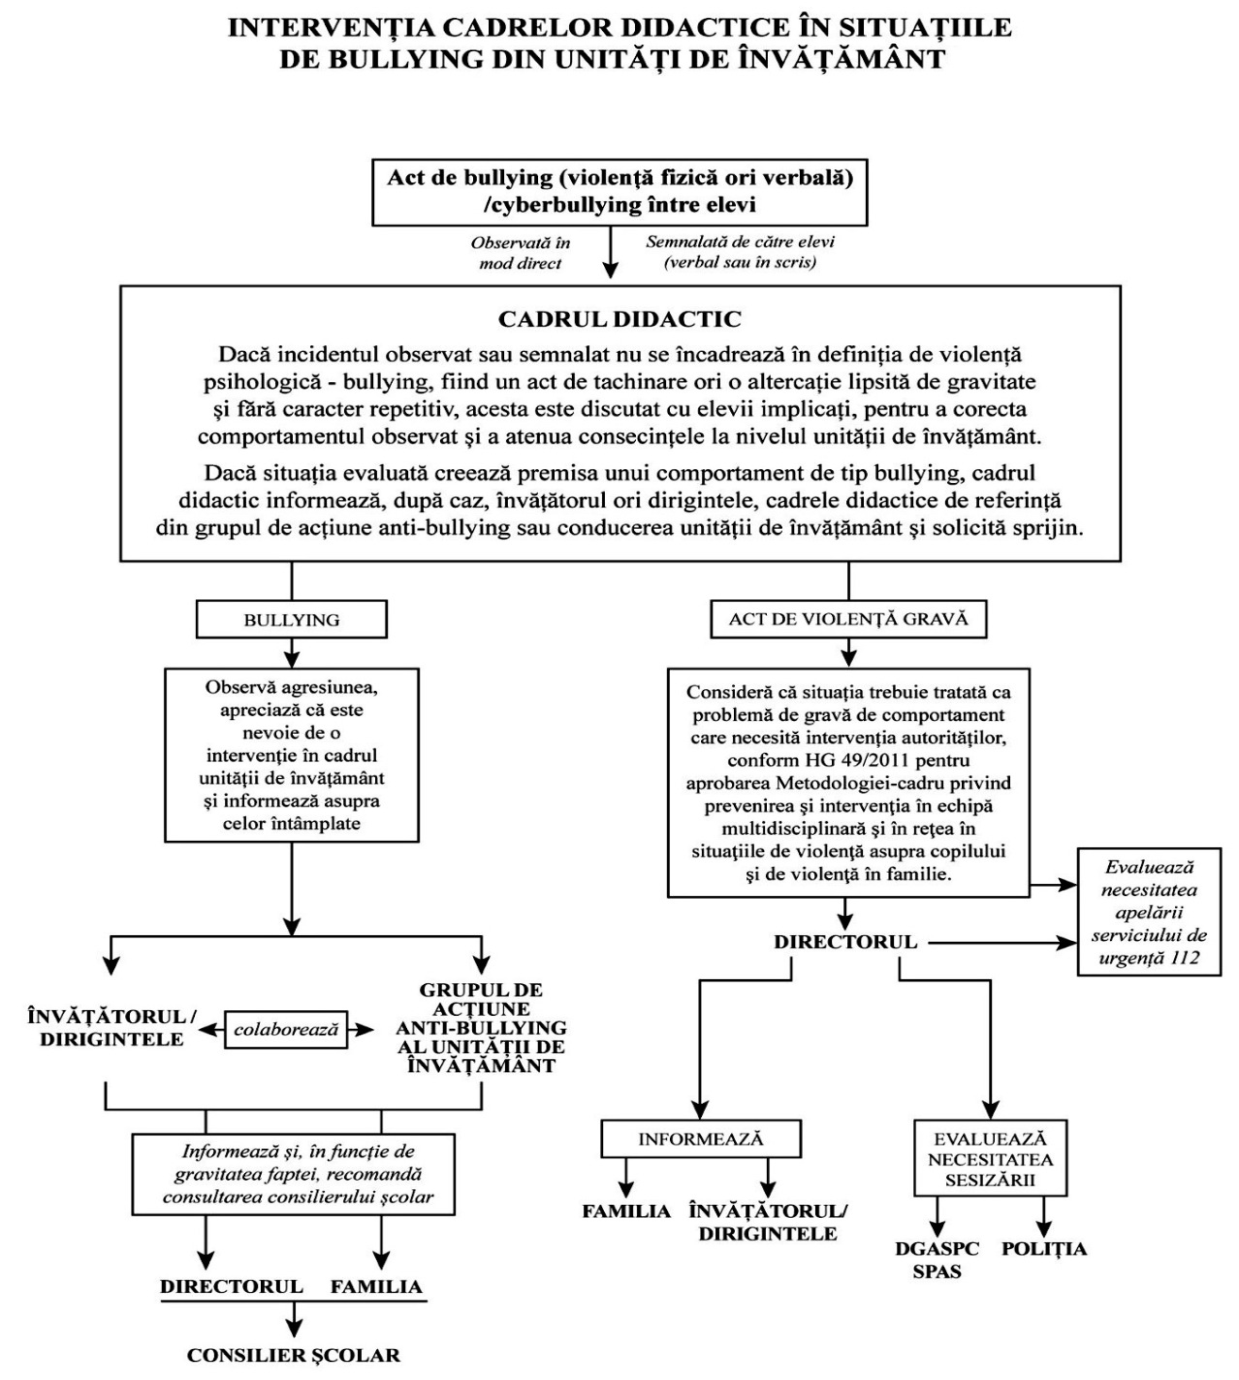 INTERVENȚIA CADRELOR DIDACTICE ÎN SITUAȚIILE
DE BULLYING DIN UNITĂȚI DE ÎNVĂȚĂMÂNT
Act de bullying (violență fizică ori verbală)
/cyberbullying între elevi
Observată în
mod direct
Semnalată de către elevi
(verbal sau în scris)
CADRUL DIDACTIC
Dacă incidentul observat sau semnalat nu se încadrează în definiția de violență
psihologică - bullying, fiind un act de tachinare ori o altercație lipsită de gravitate
și fără caracter repetitiv, acesta este discutat cu elevii implicați, pentru a corecta
comportamentul observat și a atenua consecințele la nivelul unității de învățământ.
Dacă situația evaluată creează premisa unui comportament de tip bullying, cadrul
didactic informează, după caz, învățătorul ori dirigintele, cadrele didactice de referință
din grupul de acțiune anti-bullying sau conducerea unității de învățământ și solicită sprijin.
BULLYING
Observă agresiunea,
apreciază că este
nevoie de o
intervenție în cadrul
unității de învățământ
și informează asupra
celor întâmplate
ÎNVĂȚĂTORUL /
DIRIGINTELE
colaborează
GRUPUL DE
ACȚIUNE
ANTI-BULLYING
AL UNITĂȚII DE
ÎNVĂȚĂMÂNT
Informează și, în funcție de
gravitatea faptei, recomandă
consultarea consilierului școlar
DIRECTORUL
FAMILIA
CONSILIER ȘCOLAR
ACT DE VIOLENȚĂ GRAVĂ
Consideră că situația trebuie tratată ca
problemă de gravă de comportament
care necesită intervenția autorităților,
conform HG 49/2011 pentru
aprobarea Metodologiei-cadru privind
prevenirea şi intervenția în echipă
multidisciplinară şi în reţea în
situaţiile de violenţă asupra copilului
şi de violenţă în familie.
Evaluează
necesitatea
apelării
serviciului de
urgență 112
DIRECTORUL
INFORMEAZĂ
FAMILIA
ÎNVĂȚĂTORUL/
DIRIGINTELE
EVALUEAZĂ
NECESITATEA
SESIZĂRII
DGASPC
SPAS
POLIȚIA